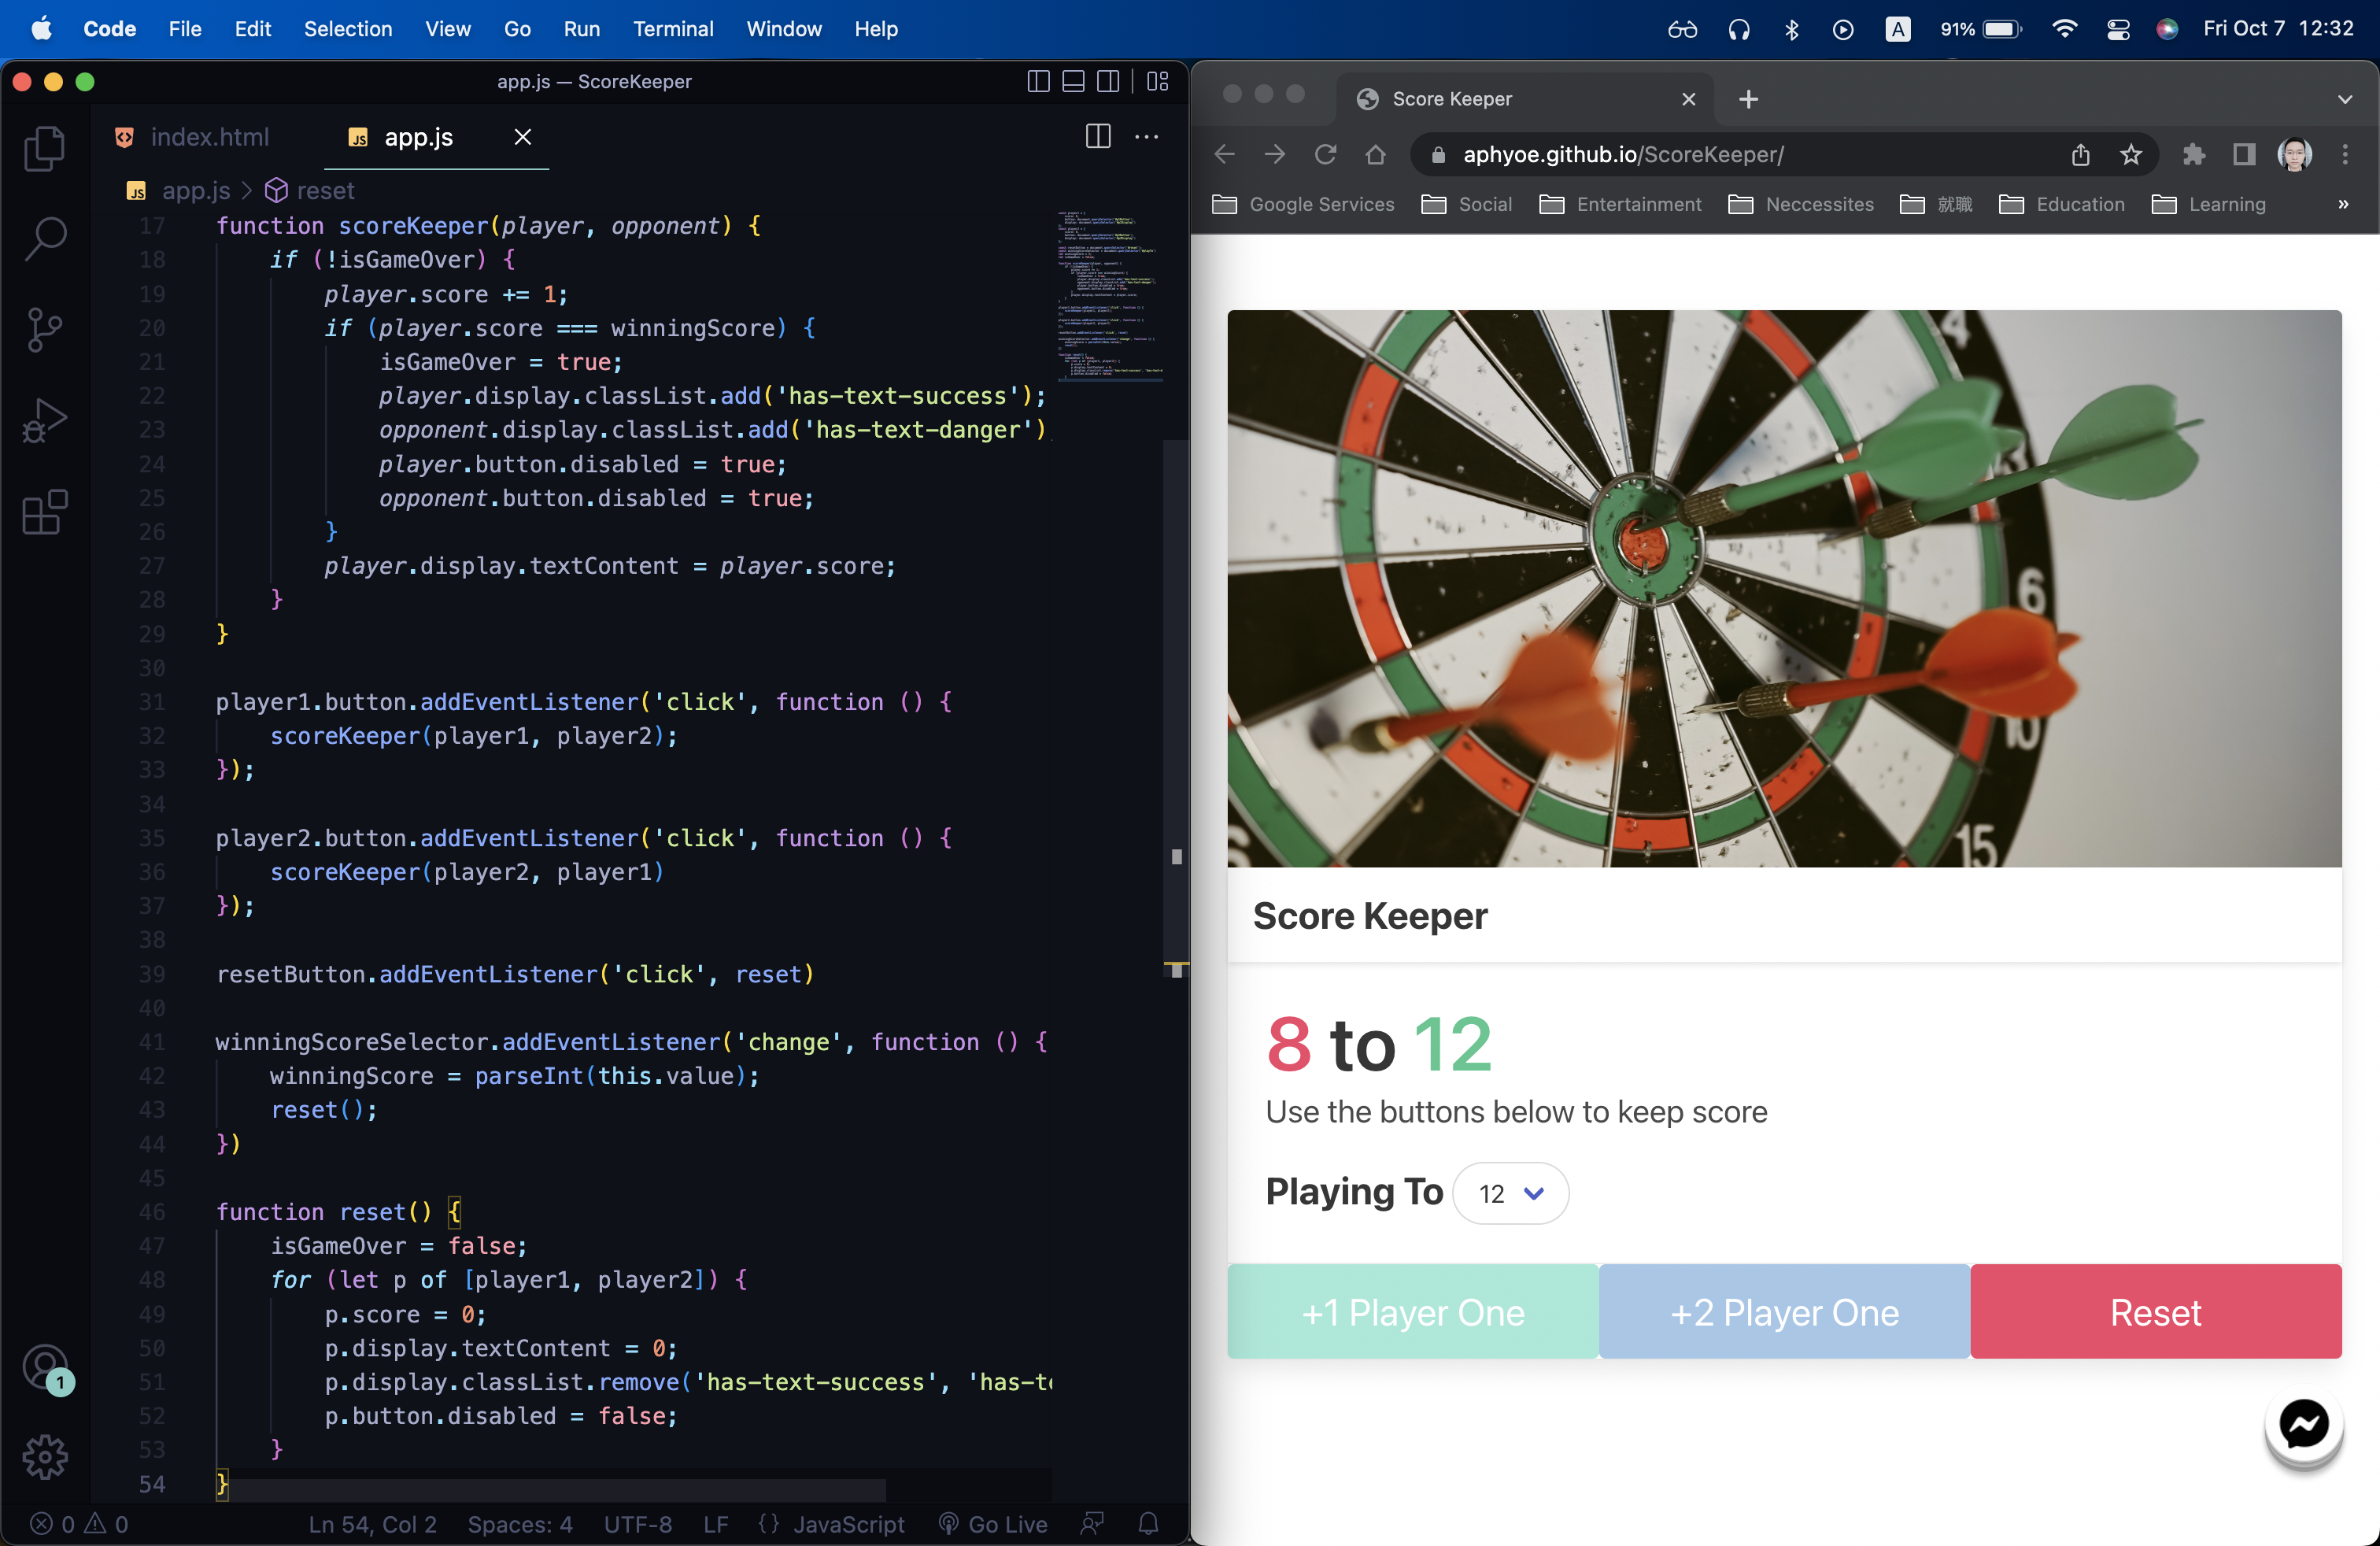 Code File Edit Selection View Go Run Terminal Window Help
A 91% Fri Oct 7 12:32
app.js — ScoreKeeper
index.html app.js
app.js > reset
17 function scoreKeeper(player, opponent) {
18 if (!isGameOver) {
19 player.score += 1;
20 if (player.score === winningScore) {
21 isGameOver = true;
22 player.display.classList.add('has-text-success');
23 opponent.display.classList.add('has-text-danger')
24 player.button.disabled = true;
25 opponent.button.disabled = true;
26 }
27 player.display.textContent = player.score;
28 }
29 }
30
31 player1.button.addEventListener('click', function () {
32 scoreKeeper(player1, player2);
33 });
34
35 player2.button.addEventListener('click', function () {
36 scoreKeeper(player2, player1)
37 });
38
39 resetButton.addEventListener('click', reset)
40
41 winningScoreSelector.addEventListener('change', function () {
42 winningScore = parseInt(this.value);
43 reset();
44 })
45
46 function reset() {
47 isGameOver = false;
48 for (let p of [player1, player2]) {
49 p.score = 0;
50 p.display.textContent = 0;
51 p.display.classList.remove('has-text-success', 'has-t
52 p.button.disabled = false;
53 }
54 }
1
0 0 Ln 54, Col 2 Spaces: 4 UTF-8 LF {} JavaScript Go Live
Score Keeper
aphyoe.github.io/ScoreKeeper/
Google Services Social Entertainment Neccessites 就職 Education Learning »
4
3
6
10
15
Score Keeper
8 to 12
Use the buttons below to keep score
Playing To 12
+1 Player One +2 Player One Reset